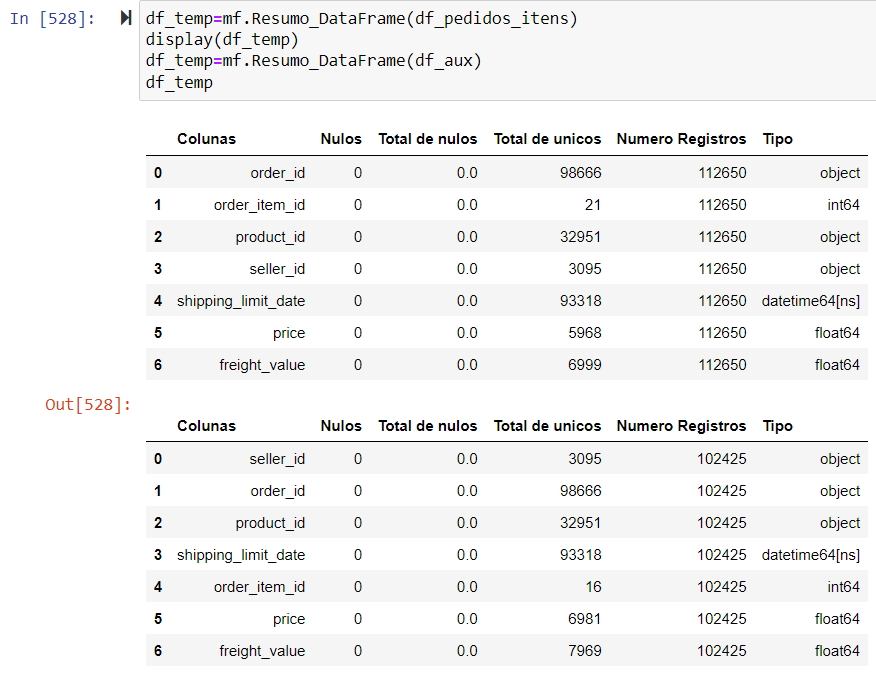 In [528]:
df_temp=mf.Resumo_DataFrame(df_pedidos_itens)
display(df_temp)
df_temp=mf.Resumo_DataFrame(df_aux)
df_temp
Colunas Nulos Total de nulos Total de unicos Numero Registros Tipo
0 order_id 0 0.0 98666 112650 object
1 order_item_id 0 0.0 21 112650 int64
2 product_id 0 0.0 32951 112650 object
3 seller_id 0 0.0 3095 112650 object
4 shipping_limit_date 0 0.0 93318 112650 datetime64[ns]
5 price 0 0.0 5968 112650 float64
6 freight_value 0 0.0 6999 112650 float64
Out[528]:
Colunas Nulos Total de nulos Total de unicos Numero Registros Tipo
0 seller_id 0 0.0 3095 102425 object
1 order_id 0 0.0 98666 102425 object
2 product_id 0 0.0 32951 102425 object
3 shipping_limit_date 0 0.0 93318 102425 datetime64[ns]
4 order_item_id 0 0.0 16 102425 int64
5 price 0 0.0 6981 102425 float64
6 freight_value 0 0.0 7969 102425 float64